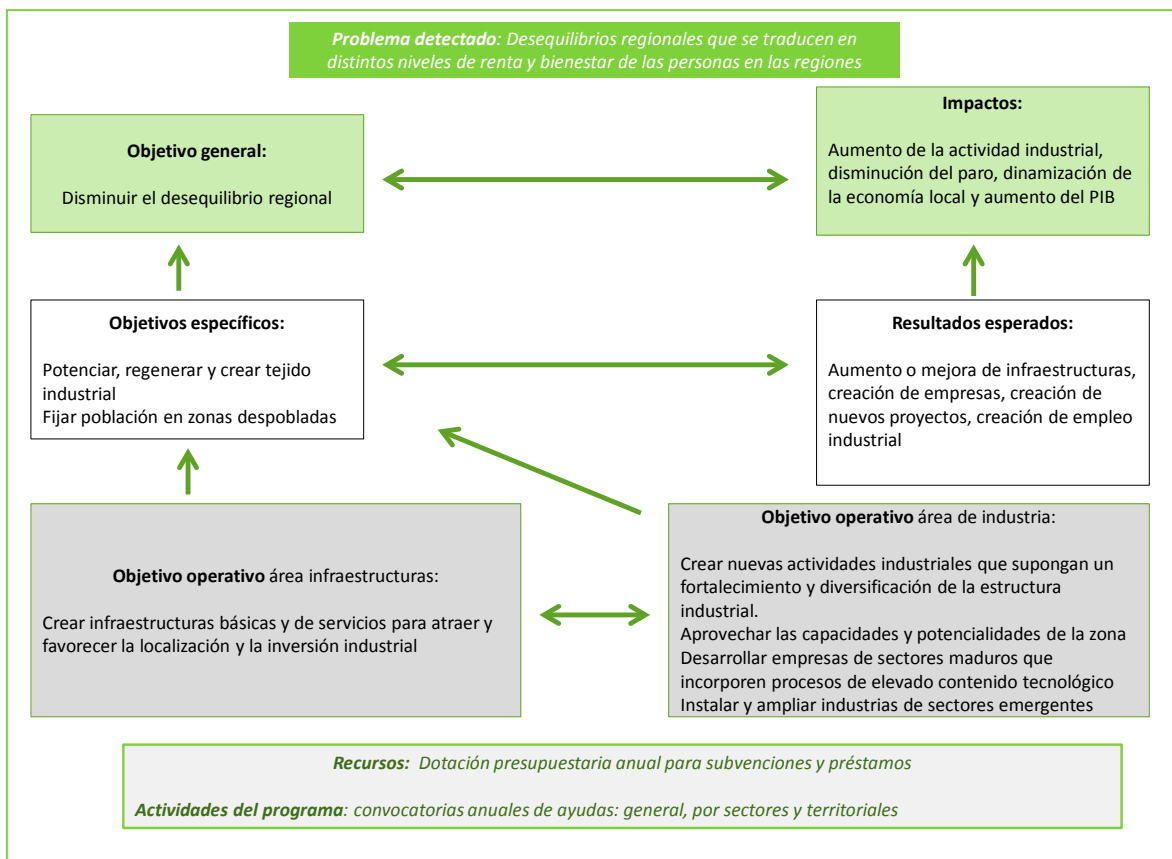 Problema detectado: Desequilibrios regionales que se traducen en
distintos niveles de renta y bienestar de las personas en las regiones
Objetivo general:
Disminuir el desequilibrio regional
Impactos:
Aumento de la actividad industrial,
disminución del paro, dinamización de
la economía local y aumento del PIB
Objetivos específicos:
Potenciar, regenerar y crear tejido
industrial
Fijar población en zonas despobladas
Resultados esperados:
Aumento o mejora de infraestructuras,
creación de empresas, creación de
nuevos proyectos, creación de empleo
industrial
Objetivo operativo área infraestructuras:
Crear infraestructuras básicas y de servicios para atraer y
favorecer la localización y la inversión industrial
Objetivo operativo área de industria:
Crear nuevas actividades industriales que supongan un
fortalecimiento y diversificación de la estructura
industrial.
Aprovechar las capacidades y potencialidades de la zona
Desarrollar empresas de sectores maduros que
incorporen procesos de elevado contenido tecnológico
Instalar y ampliar industrias de sectores emergentes
Recursos: Dotación presupuestaria anual para subvenciones y préstamos
Actividades del programa: convocatorias anuales de ayudas: general, por sectores y territoriales